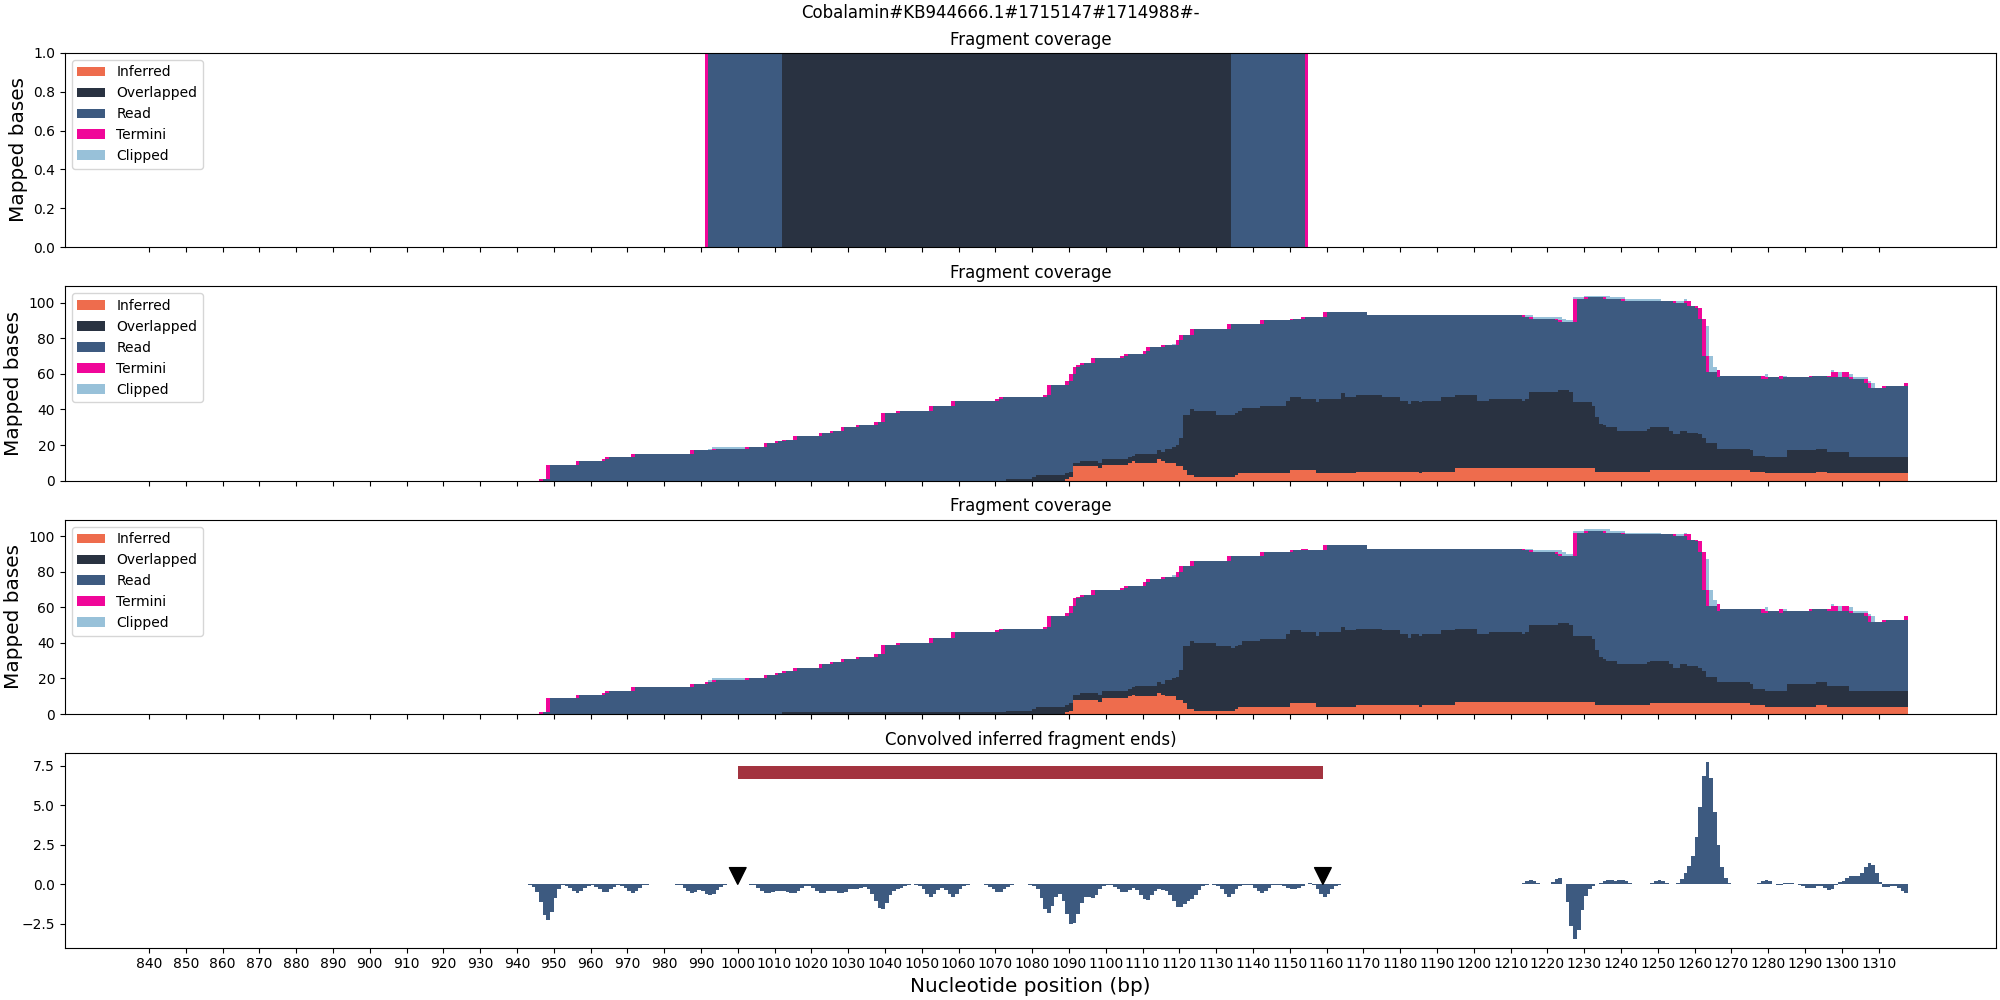 Cobalamin#KB944666.1#1715147#1714988#-
Fragment coverage
Mapped bases
1.0
0.8
0.6
0.4
0.2
0.0
Inferred
Overlapped
Read
Termini
Clipped
Fragment coverage
Mapped bases
100
80
60
40
20
0
Inferred
Overlapped
Read
Termini
Clipped
Fragment coverage
Mapped bases
100
80
60
40
20
0
Inferred
Overlapped
Read
Termini
Clipped
Convolved inferred fragment ends)
7.5
5.0
2.5
0.0
−2.5
840 850 860 870 880 890 900 910 920 930 940 950 960 970 980 990 1000 1010 1020 1030 1040 1050 1060 1070 1080 1090 1100 1110 1120 1130 1140 1150 1160 1170 1180 1190 1200 1210 1220 1230 1240 1250 1260 1270 1280 1290 1300 1310
Nucleotide position (bp)